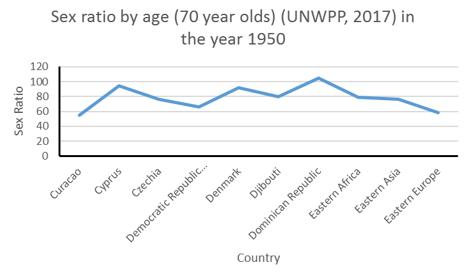 Sex ratio by age (70 year olds) (UNWPP, 2017) in
the year 1950
120
100
80
60
40
20
0
Sex Ratio
Curacao
Cyprus
Czechia
Democratic Republic...
Denmark
Djibouti
Dominican Republic
Eastern Africa
Eastern Asia
Eastern Europe
Country